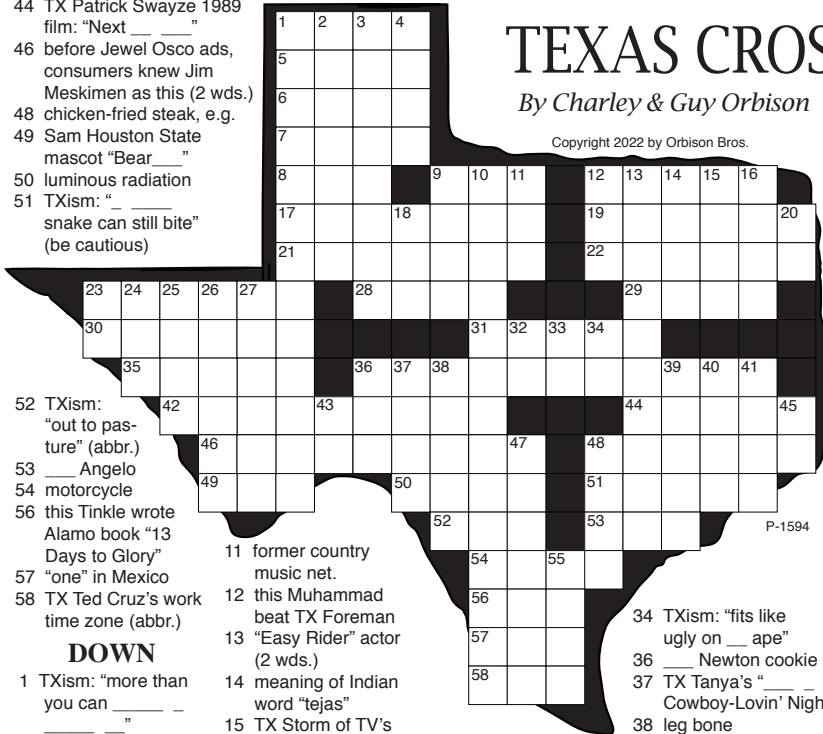 44 TX Patrick Swayze 1989
film: “Next __ ___”
46 before Jewel Osco ads,
consumers knew Jim
Meskimen as this (2 wds.)
48 chicken-fried steak, e.g.
49 Sam Houston State
mascot “Bear___”
50 luminous radiation
51 TXism: “_ ____
snake can still bite”
(be cautious)
52 TXism:
“out to pas-
ture” (abbr.)
53 ___ Angelo
54 motorcycle
56 this Tinkle wrote
Alamo book “13
Days to Glory”
57 “one” in Mexico
58 TX Ted Cruz’s work
time zone (abbr.)
DOWN
1 TXism: “more than
you can _____ _
_____ __”
11 former country
music net.
12 this Muhammad
beat TX Foreman
13 “Easy Rider” actor
(2 wds.)
14 meaning of Indian
word “tejas”
15 TX Storm of TV’s
34 TXism: “fits like
ugly on __ ape”
36 ___ Newton cookie
37 TX Tanya’s “___ _
Cowboy-Lovin’ Nigh
38 leg bone
TEXAS CROS
By Charley & Guy Orbison
Copyright 2022 by Orbison Bros.
1 2 3 4
5
6
7
8 9 10 11 12 13 14 15 16
17 18 19 20
21 22
23 24 25 26 27 28 29
30 31 32 33 34
35 36 37 38 39 40 41
42 43 44 45
46 47 48
49 50 51
52 53
P-1594
54 55
56
57
58